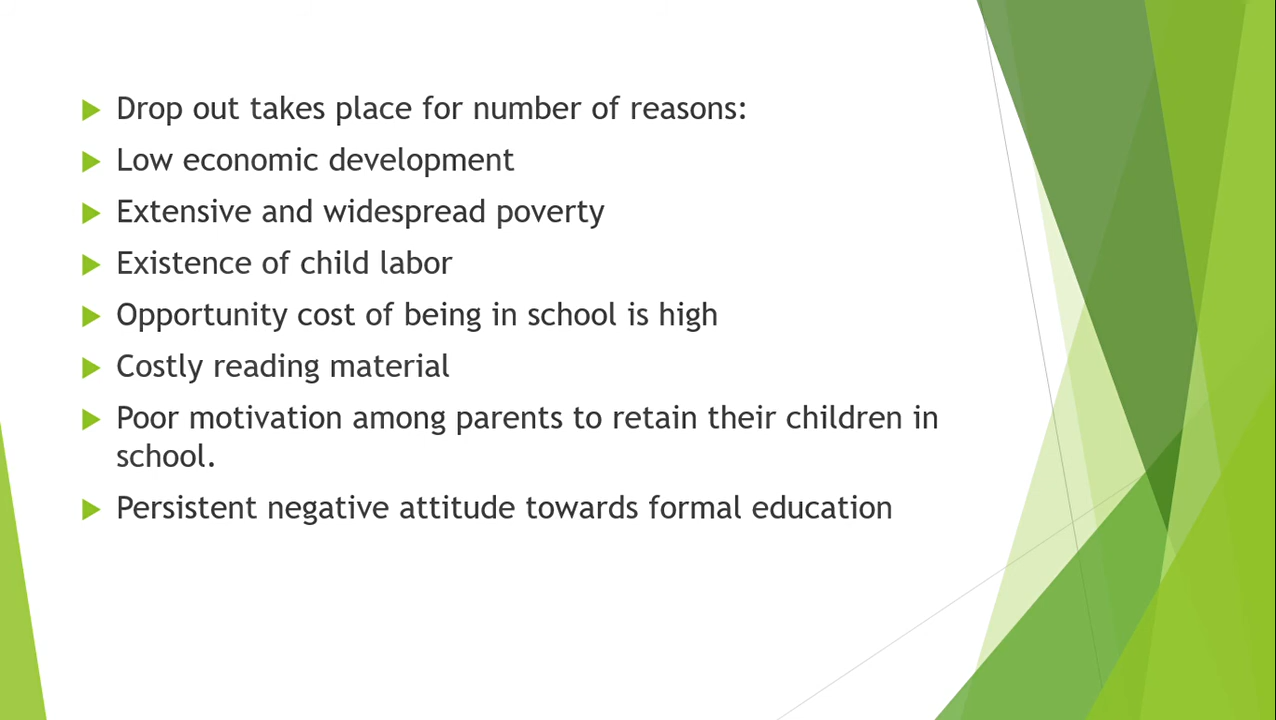 Drop out takes place for number of reasons:
Low economic development
Extensive and widespread poverty
Existence of child labor
Opportunity cost of being in school is high
Costly reading material
Poor motivation among parents to retain their children in
school.
Persistent negative attitude towards formal education